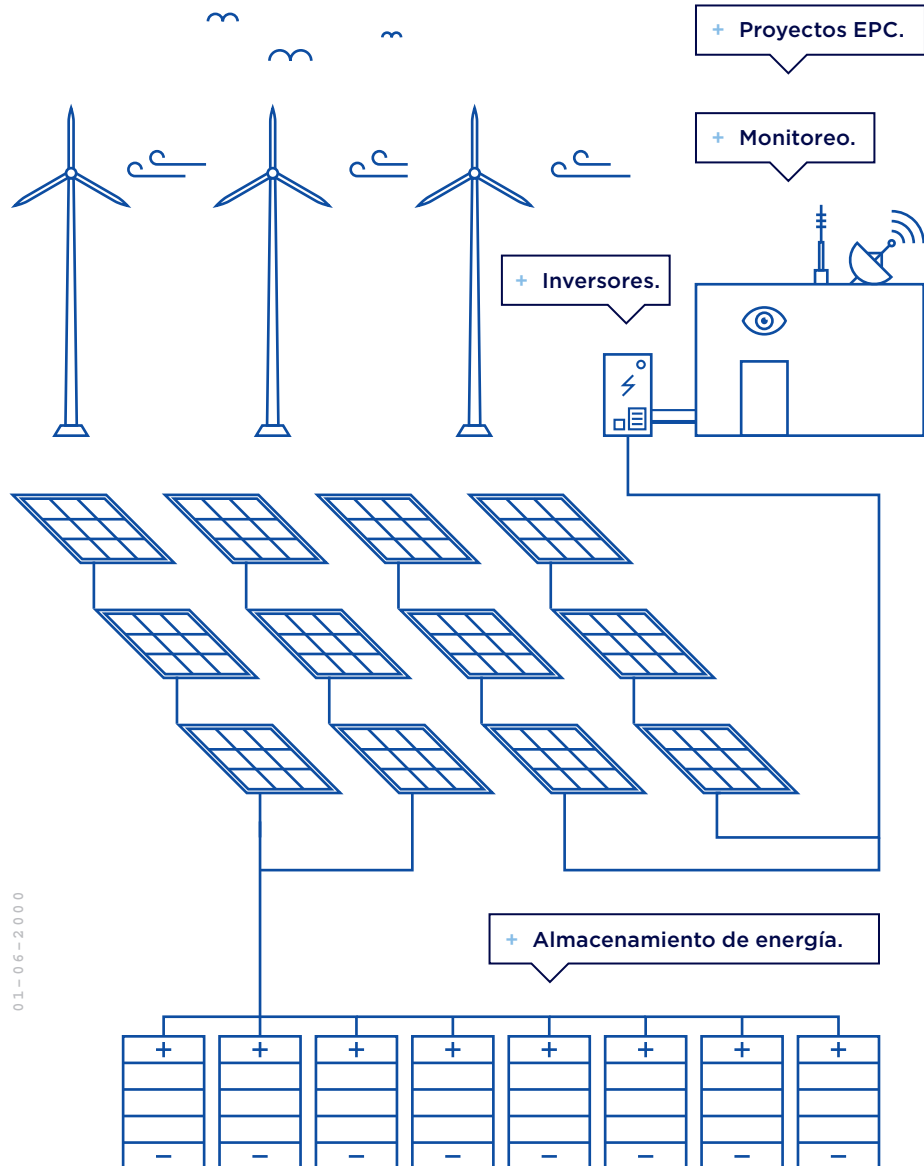 + Proyectos EPC.
+ Monitoreo.
+ Inversores.
01-06-2000
+ Almacenamiento de energía.
+ + + + + + + +
– – – – – – – –